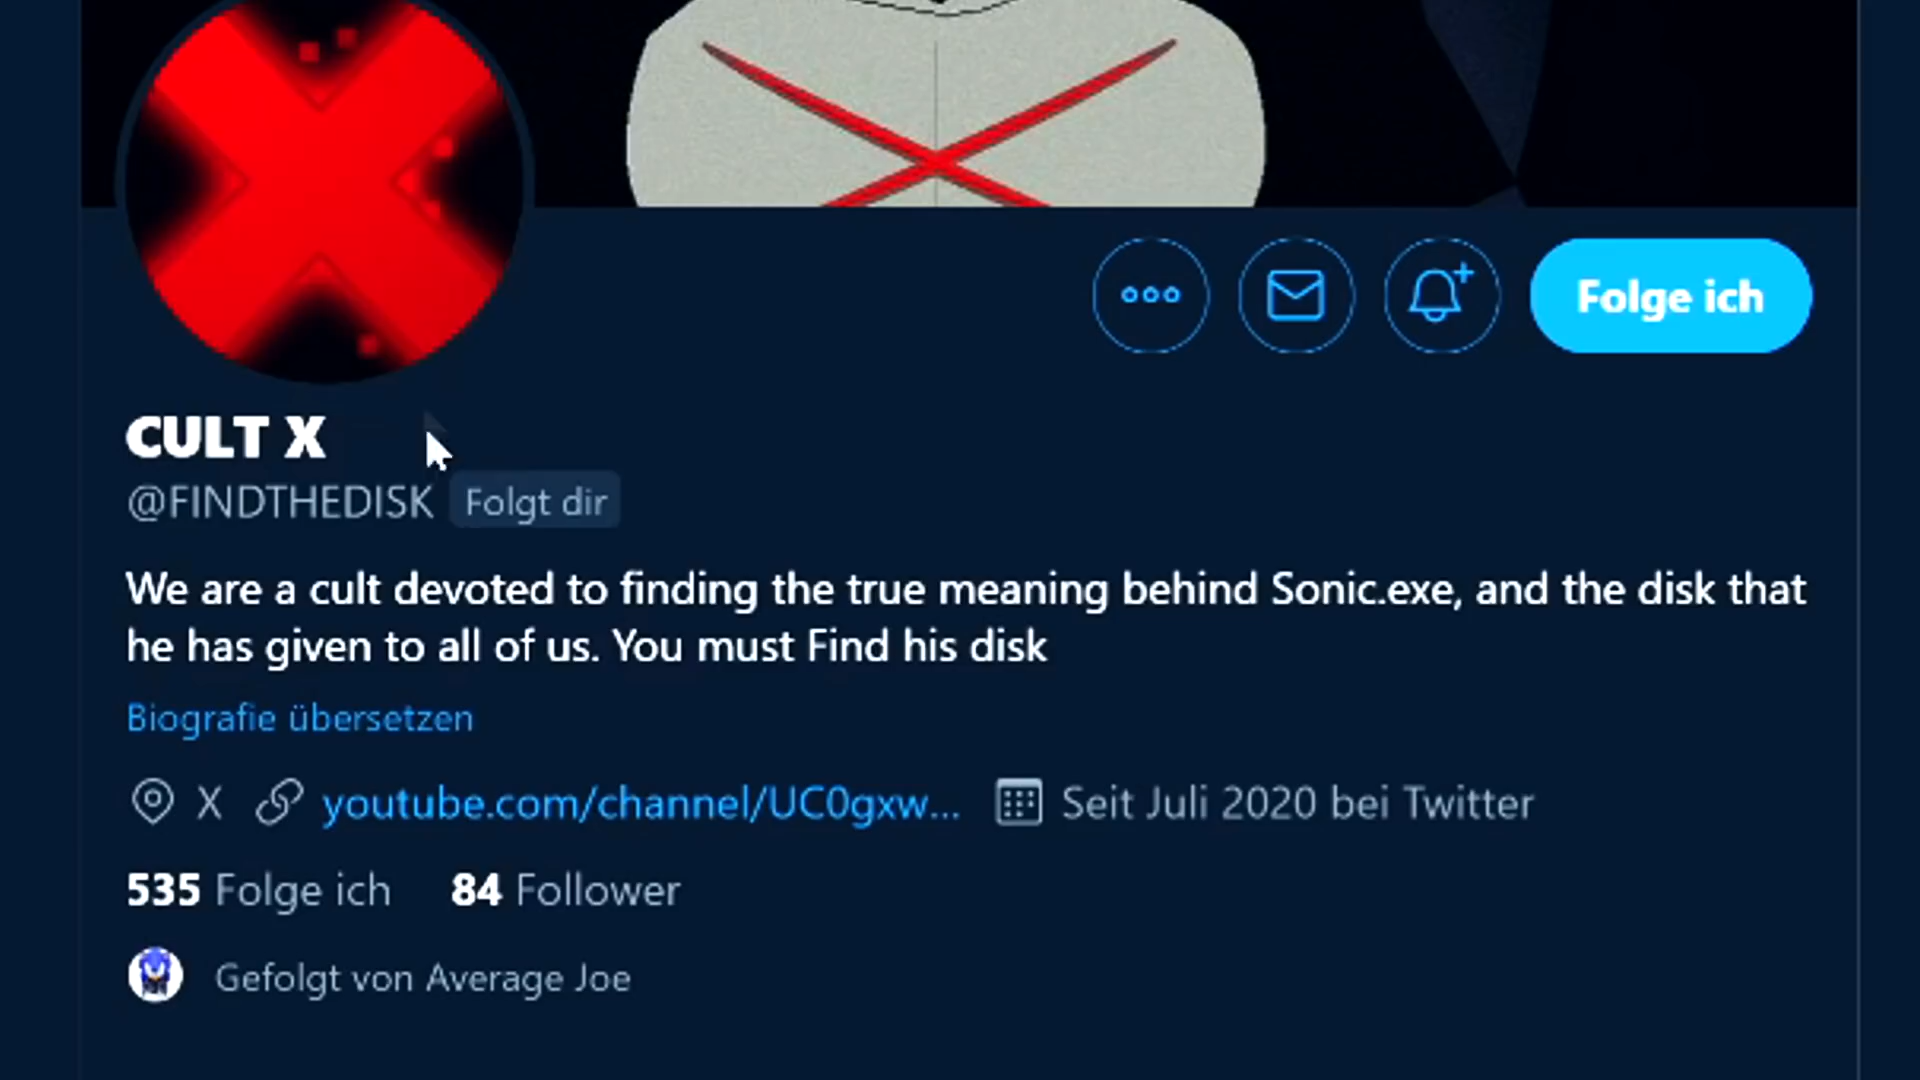 Folge ich
CULT X
@FINDTHEDISK Folgt dir
We are a cult devoted to finding the true meaning behind Sonic.exe, and the disk that
he has given to all of us. You must Find his disk
Biografie übersetzen
X youtube.com/channel/UC0gxw... Seit Juli 2020 bei Twitter
535 Folge ich 84 Follower
Gefolgt von Average Joe